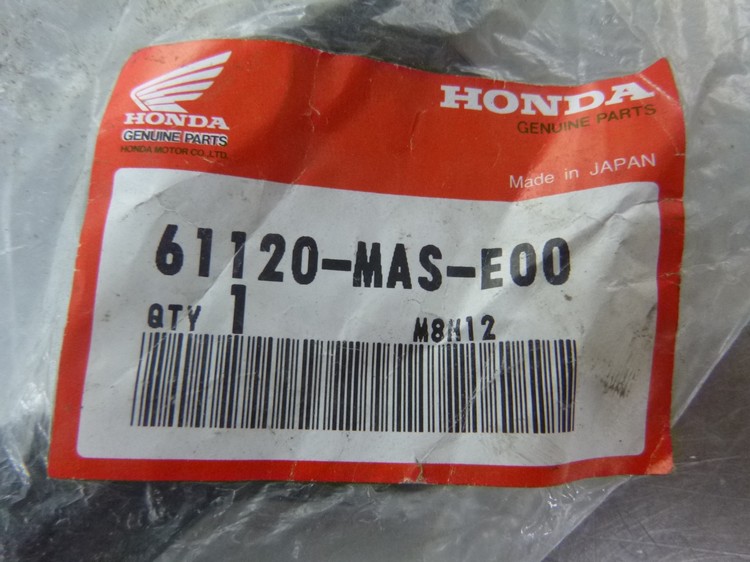 HONDA
GENUINE PARTS
HONDA MOTOR CO.,LTD.
HONDA
GENUINE PARTS
Made in JAPAN
61120-MAS-E00
QTY 1
M8H12